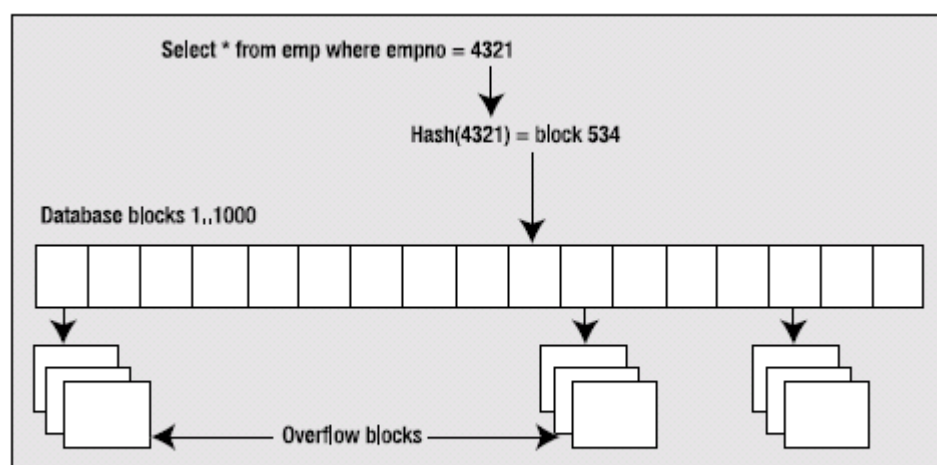 Select * from emp where empno = 4321
Hash(4321) = block 534
Database blocks 1..1000
Overflow blocks